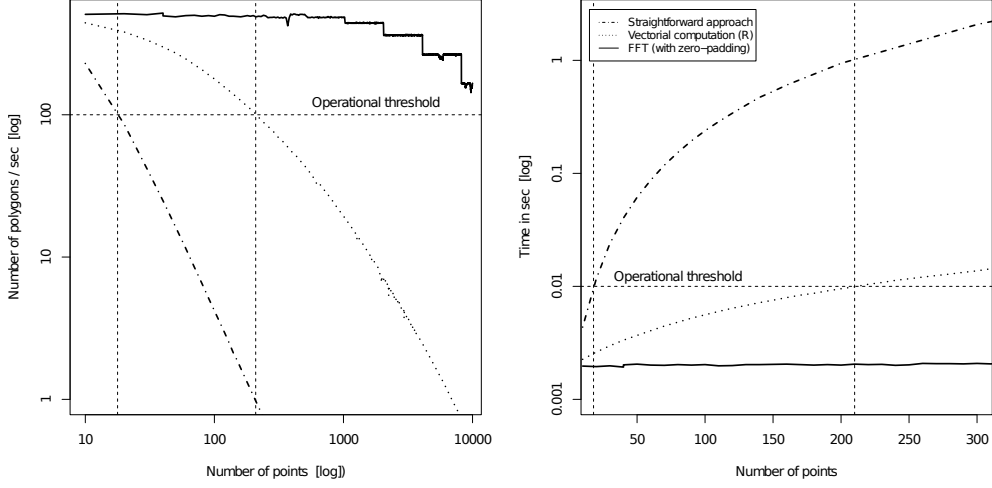 Number of polygons / sec [log]
100
10
1
Operational threshold
10
100
1000
10000
Number of points [log])
Straightforward approach
Vectorial computation (R)
FFT (with zero−padding)
Time in sec [log]
1
0.1
0.01
0.001
Operational threshold
50
100
150
200
250
300
Number of points